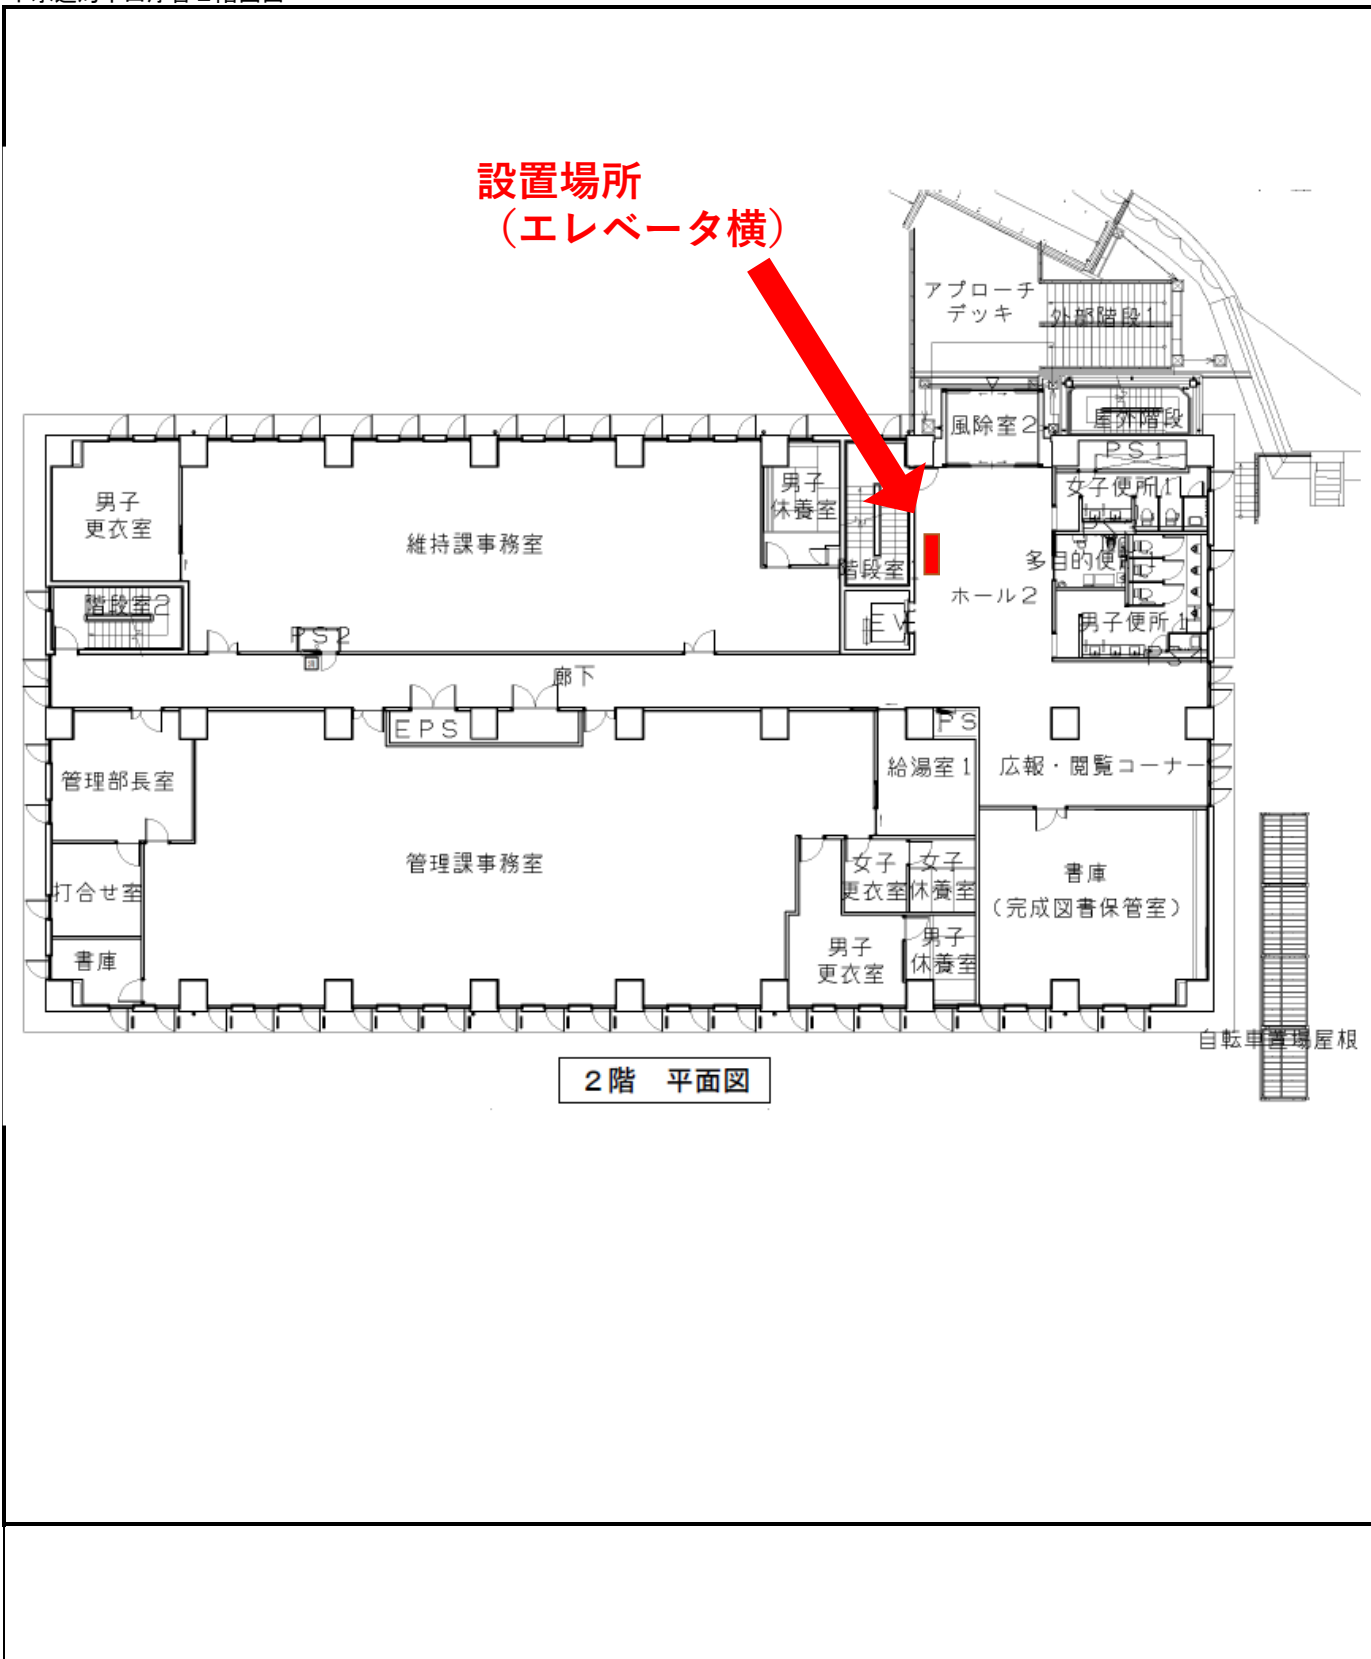 設置場所
（エレベータ横）
アプローチ
デッキ
外部階段1
風除室2
屋外階段
PS1
男子
更衣室
維持課事務室
男子
休養室
女子便所1
階段室
多目的便所1
ホール2
階段室2
EV
男子便所1
PS2
廊下
EPS
PS
管理部長室
給湯室1
広報・閲覧コーナー
管理課事務室
女子
更衣室
女子
休養室
書庫
（完成図書保管室）
打合せ室
男子
更衣室
男子
休養室
書庫
自転車置場屋根
2階　平面図